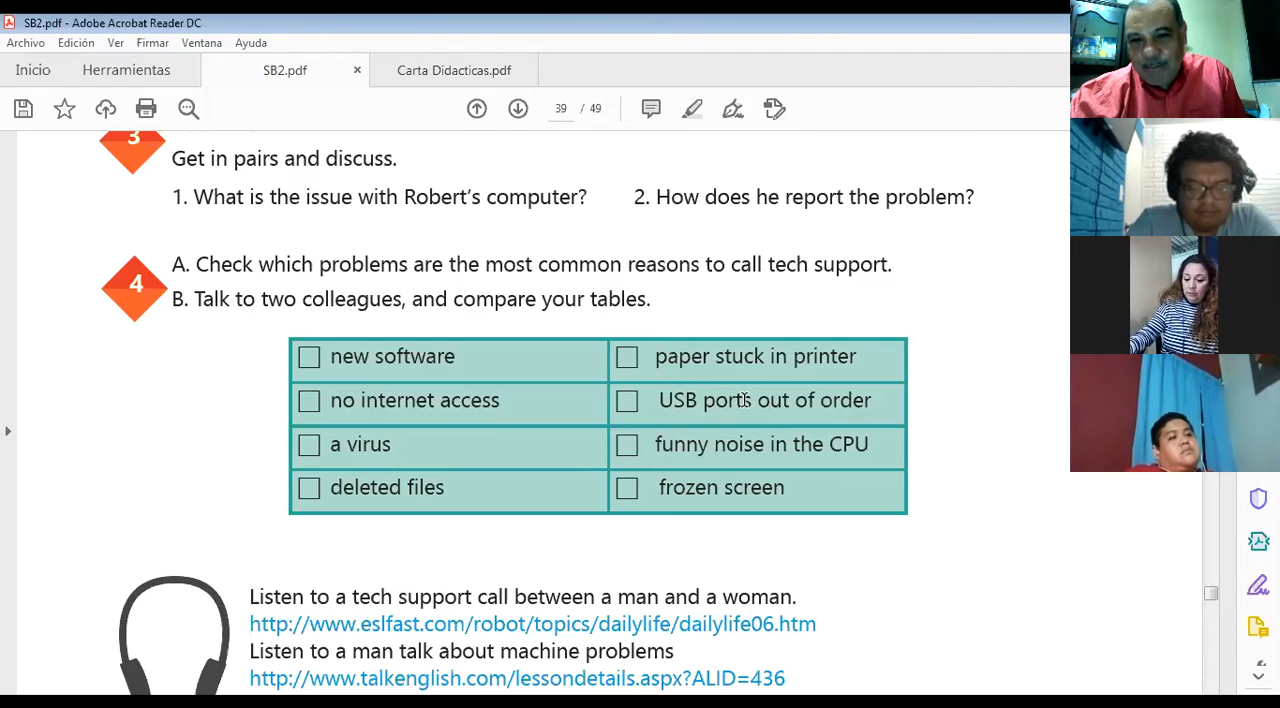 SB2.pdf - Adobe Acrobat Reader DC
Archivo Edición Ver Firmar Ventana Ayuda
Inicio Herramientas SB2.pdf × Carta Didacticas.pdf
39 / 49
3
Get in pairs and discuss.
1. What is the issue with Robert's computer? 2. How does he report the problem?
4
A. Check which problems are the most common reasons to call tech support.
B. Talk to two colleagues, and compare your tables.
new software paper stuck in printer
no internet access USB ports out of order
a virus funny noise in the CPU
deleted files frozen screen
Listen to a tech support call between a man and a woman.
http://www.eslfast.com/robot/topics/dailylife/dailylife06.htm
Listen to a man talk about machine problems
http://www.talkenglish.com/lessondetails.aspx?ALID=436